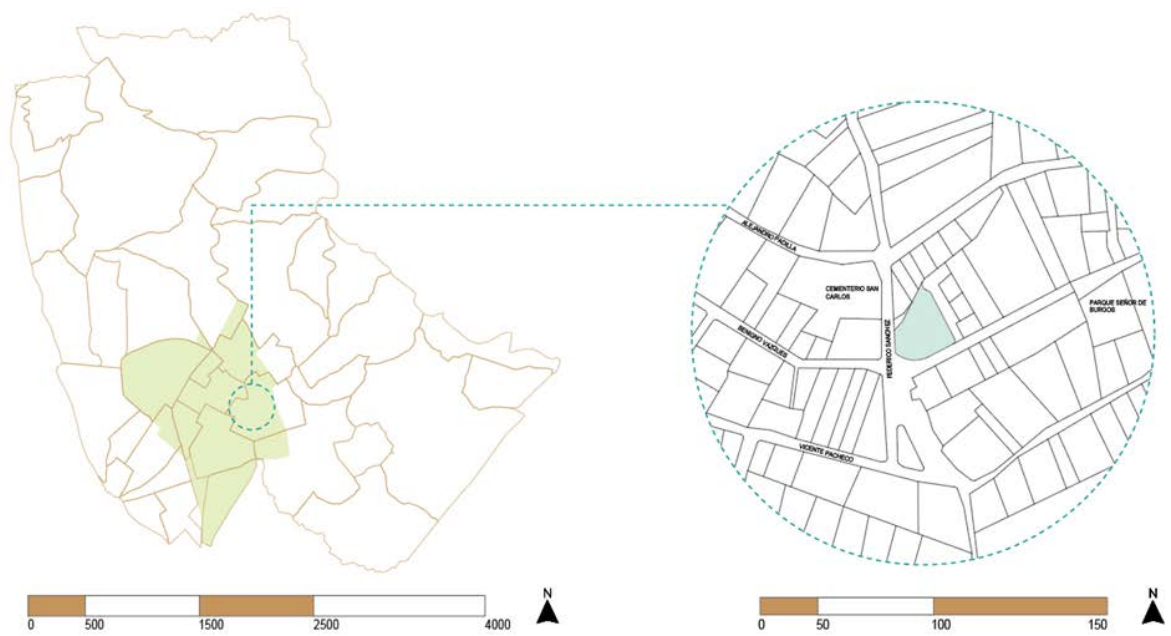 ALEJANDRO PADILLA
CEMENTERIO SAN
CARLOS
PARQUE SEÑOR DE
BURGOS
FEDERICO SANCHEZ
BENIGNO VAZQUES
VICENTE PACHECO
N
0 500 1500 2500 4000
N
0 50 100 150